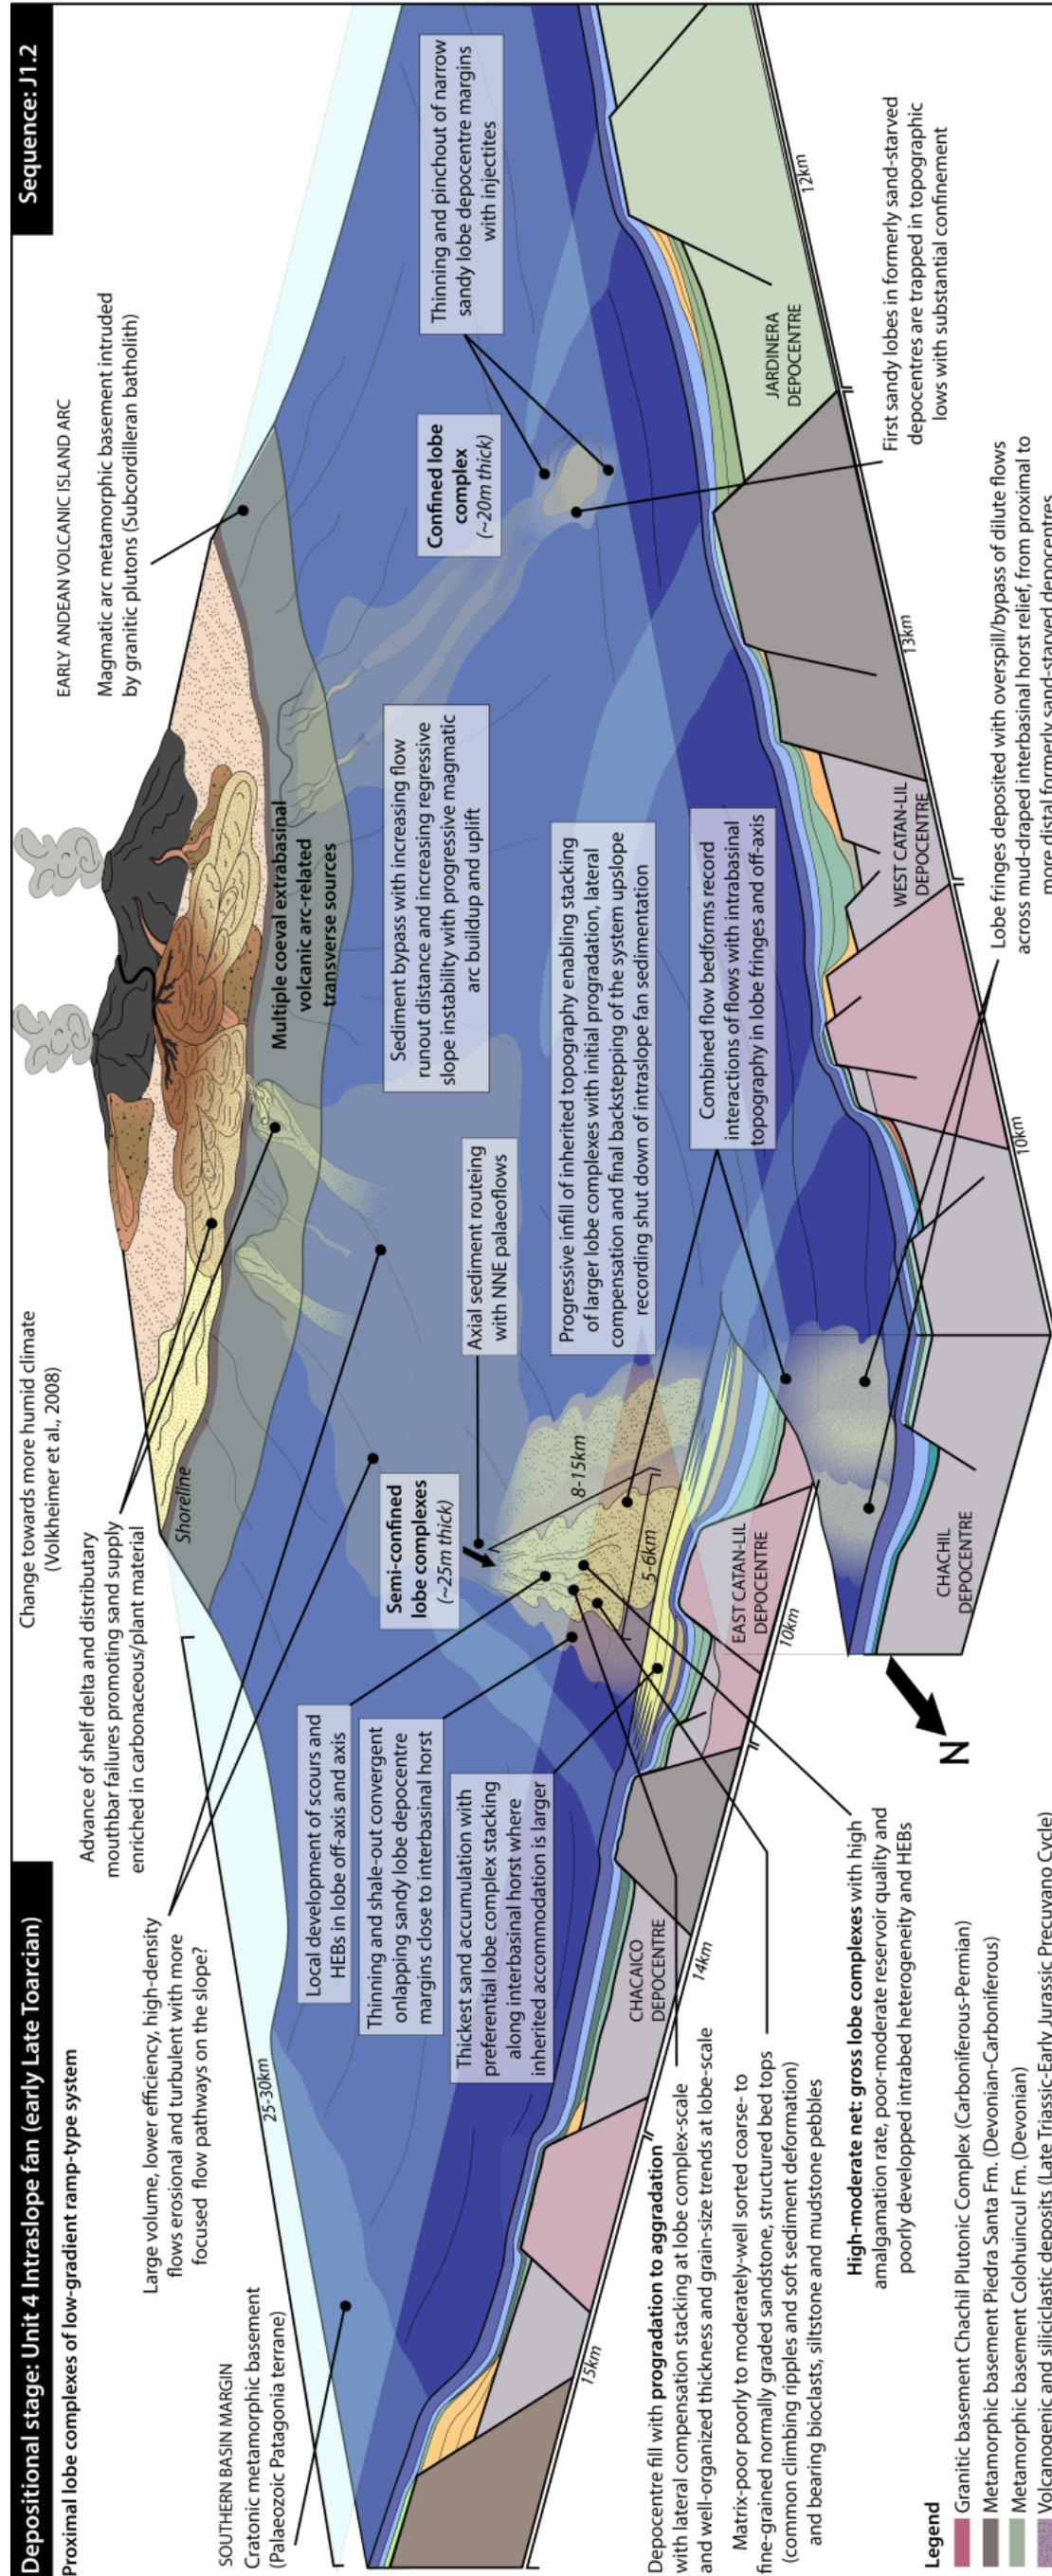 Depositional stage: Unit 4 Intraslope fan (early Late Toarcian)
Sequence: J1.2
Proximal lobe complexes of low-gradient ramp-type system
Change towards more humid climate
(Volkheimer et al., 2008)
EARLY ANDEAN VOLCANIC ISLAND ARC
Magmatic arc metamorphic basement intruded
by granitic plutons (Subcordilleran batholith)
Advance of shelf delta and distributary
mouthbar failures promoting sand supply
enriched in carbonaceous/plant material
Large volume, lower efficiency, high-density
flows erosional and turbulent with more
focused flow pathways on the slope?
SOUTHERN BASIN MARGIN
Cratonic metamorphic basement
(Palaeozoic Patagonia terrane)
25-30km
Shoreline
Multiple coeval extrabasinal
volcanic arc-related
transverse sources
Sediment bypass with increasing flow
runout distance and increasing regressive
slope instability with progressive magmatic
arc buildup and uplift
Confined lobe
complex
(~20m thick)
Thinning and pinchout of narrow
sandy lobe depocentre margins
with injectites
Local development of scours and
HEBs in lobe off-axis and axis
Thinning and shale-out convergent
onlapping sandy lobe depocentre
margins close to interbasinal horst
Thickest sand accumulation with
preferential lobe complex stacking
along interbasinal horst where
inherited accommodation is larger
Semi-confined
lobe complexes
(~25m thick)
Axial sediment routeing
with NNE palaeoflows
8-15km
5-6km
Progressive infill of inherited topography enabling stacking
of larger lobe complexes with initial progradation, lateral
compensation and final backstepping of the system upslope
recording shut down of intraslope fan sedimentation
Combined flow bedforms record
interactions of flows with intrabasinal
topography in lobe fringes and off-axis
15km
CHACAICO
DEPOCENTRE
14km
EAST CATAN-LIL
DEPOCENTRE
10km
CHACHIL
DEPOCENTRE
10km
WEST CATAN-LIL
DEPOCENTRE
13km
JARDINERA
DEPOCENTRE
12km
First sandy lobes in formerly sand-starved
depocentres are trapped in topographic
lows with substantial confinement
Lobe fringes deposited with overspill/bypass of dilute flows
across mud-draped interbasinal horst relief, from proximal to
more distal formerly sand-starved depocentres
N
Depocentre fill with progradation to aggradation
with lateral compensation stacking at lobe complex-scale
and well-organized thickness and grain-size trends at lobe-scale
Matrix-poor poorly to moderately-well sorted coarse- to
fine-grained normally graded sandstone, structured bed tops
(common climbing ripples and soft sediment deformation)
and bearing bioclasts, siltstone and mudstone pebbles
High-moderate net: gross lobe complexes with high
amalgamation rate, poor-moderate reservoir quality and
poorly developped intrabed heterogeneity and HEBs
Legend
Granitic basement Chachil Plutonic Complex (Carboniferous-Permian)
Metamorphic basement Piedra Santa Fm. (Devonian-Carboniferous)
Metamorphic basement Colohuincul Fm. (Devonian)
Volcanogenic and siliciclastic deposits (Late Triassic-Early Jurassic Precuyano Cycle)